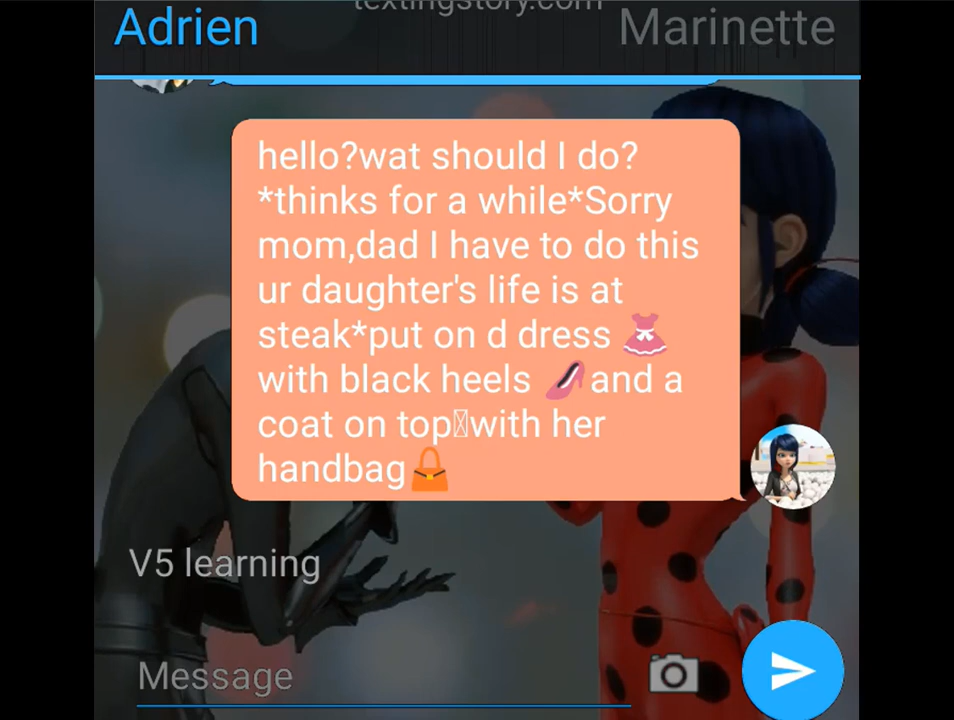 textingstory.com
Adrien
Marinette
hello?wat should I do?
*thinks for a while*Sorry
mom,dad I have to do this
ur daughter's life is at
steak*put on d dress 👗
with black heels 👠and a
coat on top with her
handbag👜
V5 learning
Message